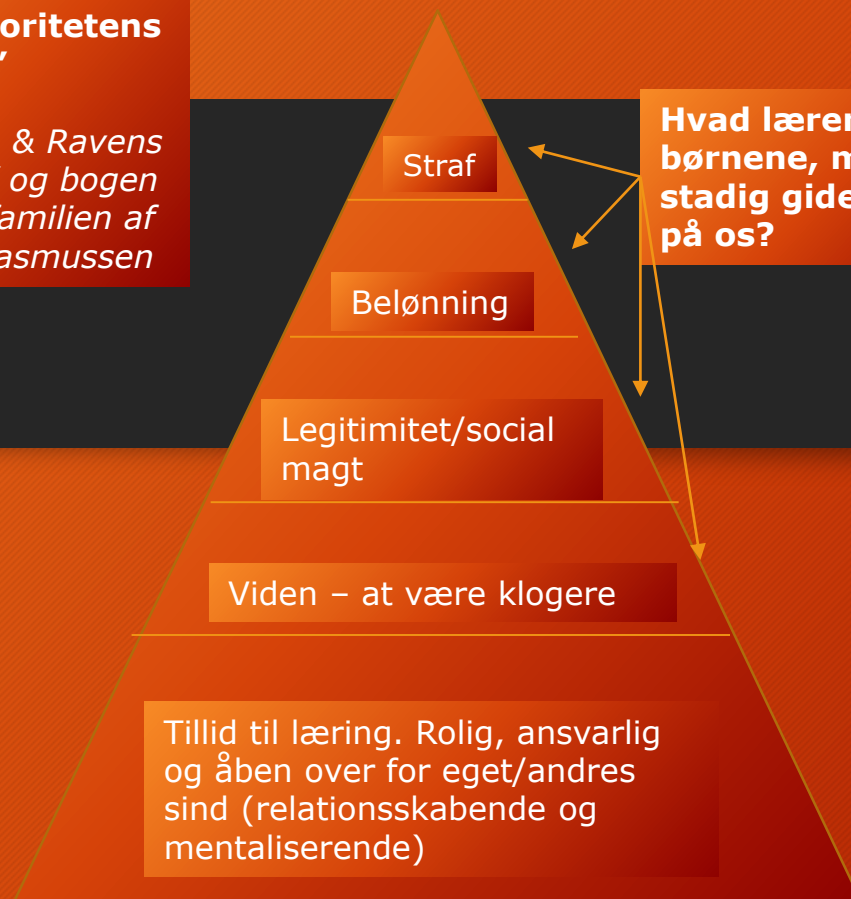 oritetens
”
& Ravens
og bogen
familien af
asmussen
Hvad lærer
børnene, m
stadig gide
på os?
Straf
Belønning
Legitimitet/social
magt
Viden – at være klogere
Tillid til læring. Rolig, ansvarlig
og åben over for eget/andres
sind (relationsskabende og
mentaliserende)